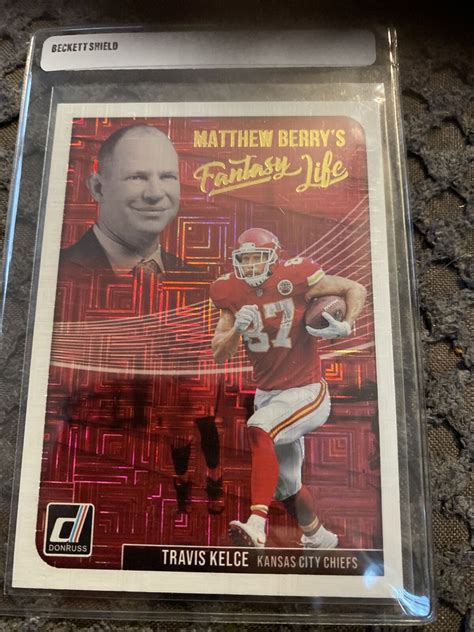 BECKETT SHIELD
MATTHEW BERRY'S
Fantasy Life
87
DONRUSS
TRAVIS KELCE KANSAS CITY CHIEFS